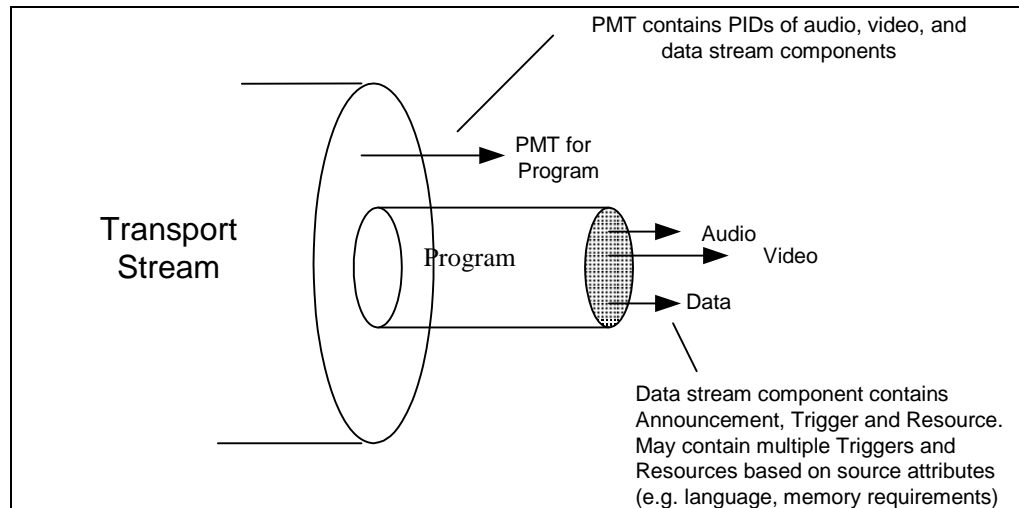 PMT contains PIDs of audio, video, and
data stream components
PMT for
Program
Transport
Stream
Program
Audio
Video
Data
Data stream component contains
Announcement, Trigger and Resource.
May contain multiple Triggers and
Resources based on source attributes
(e.g. language, memory requirements)